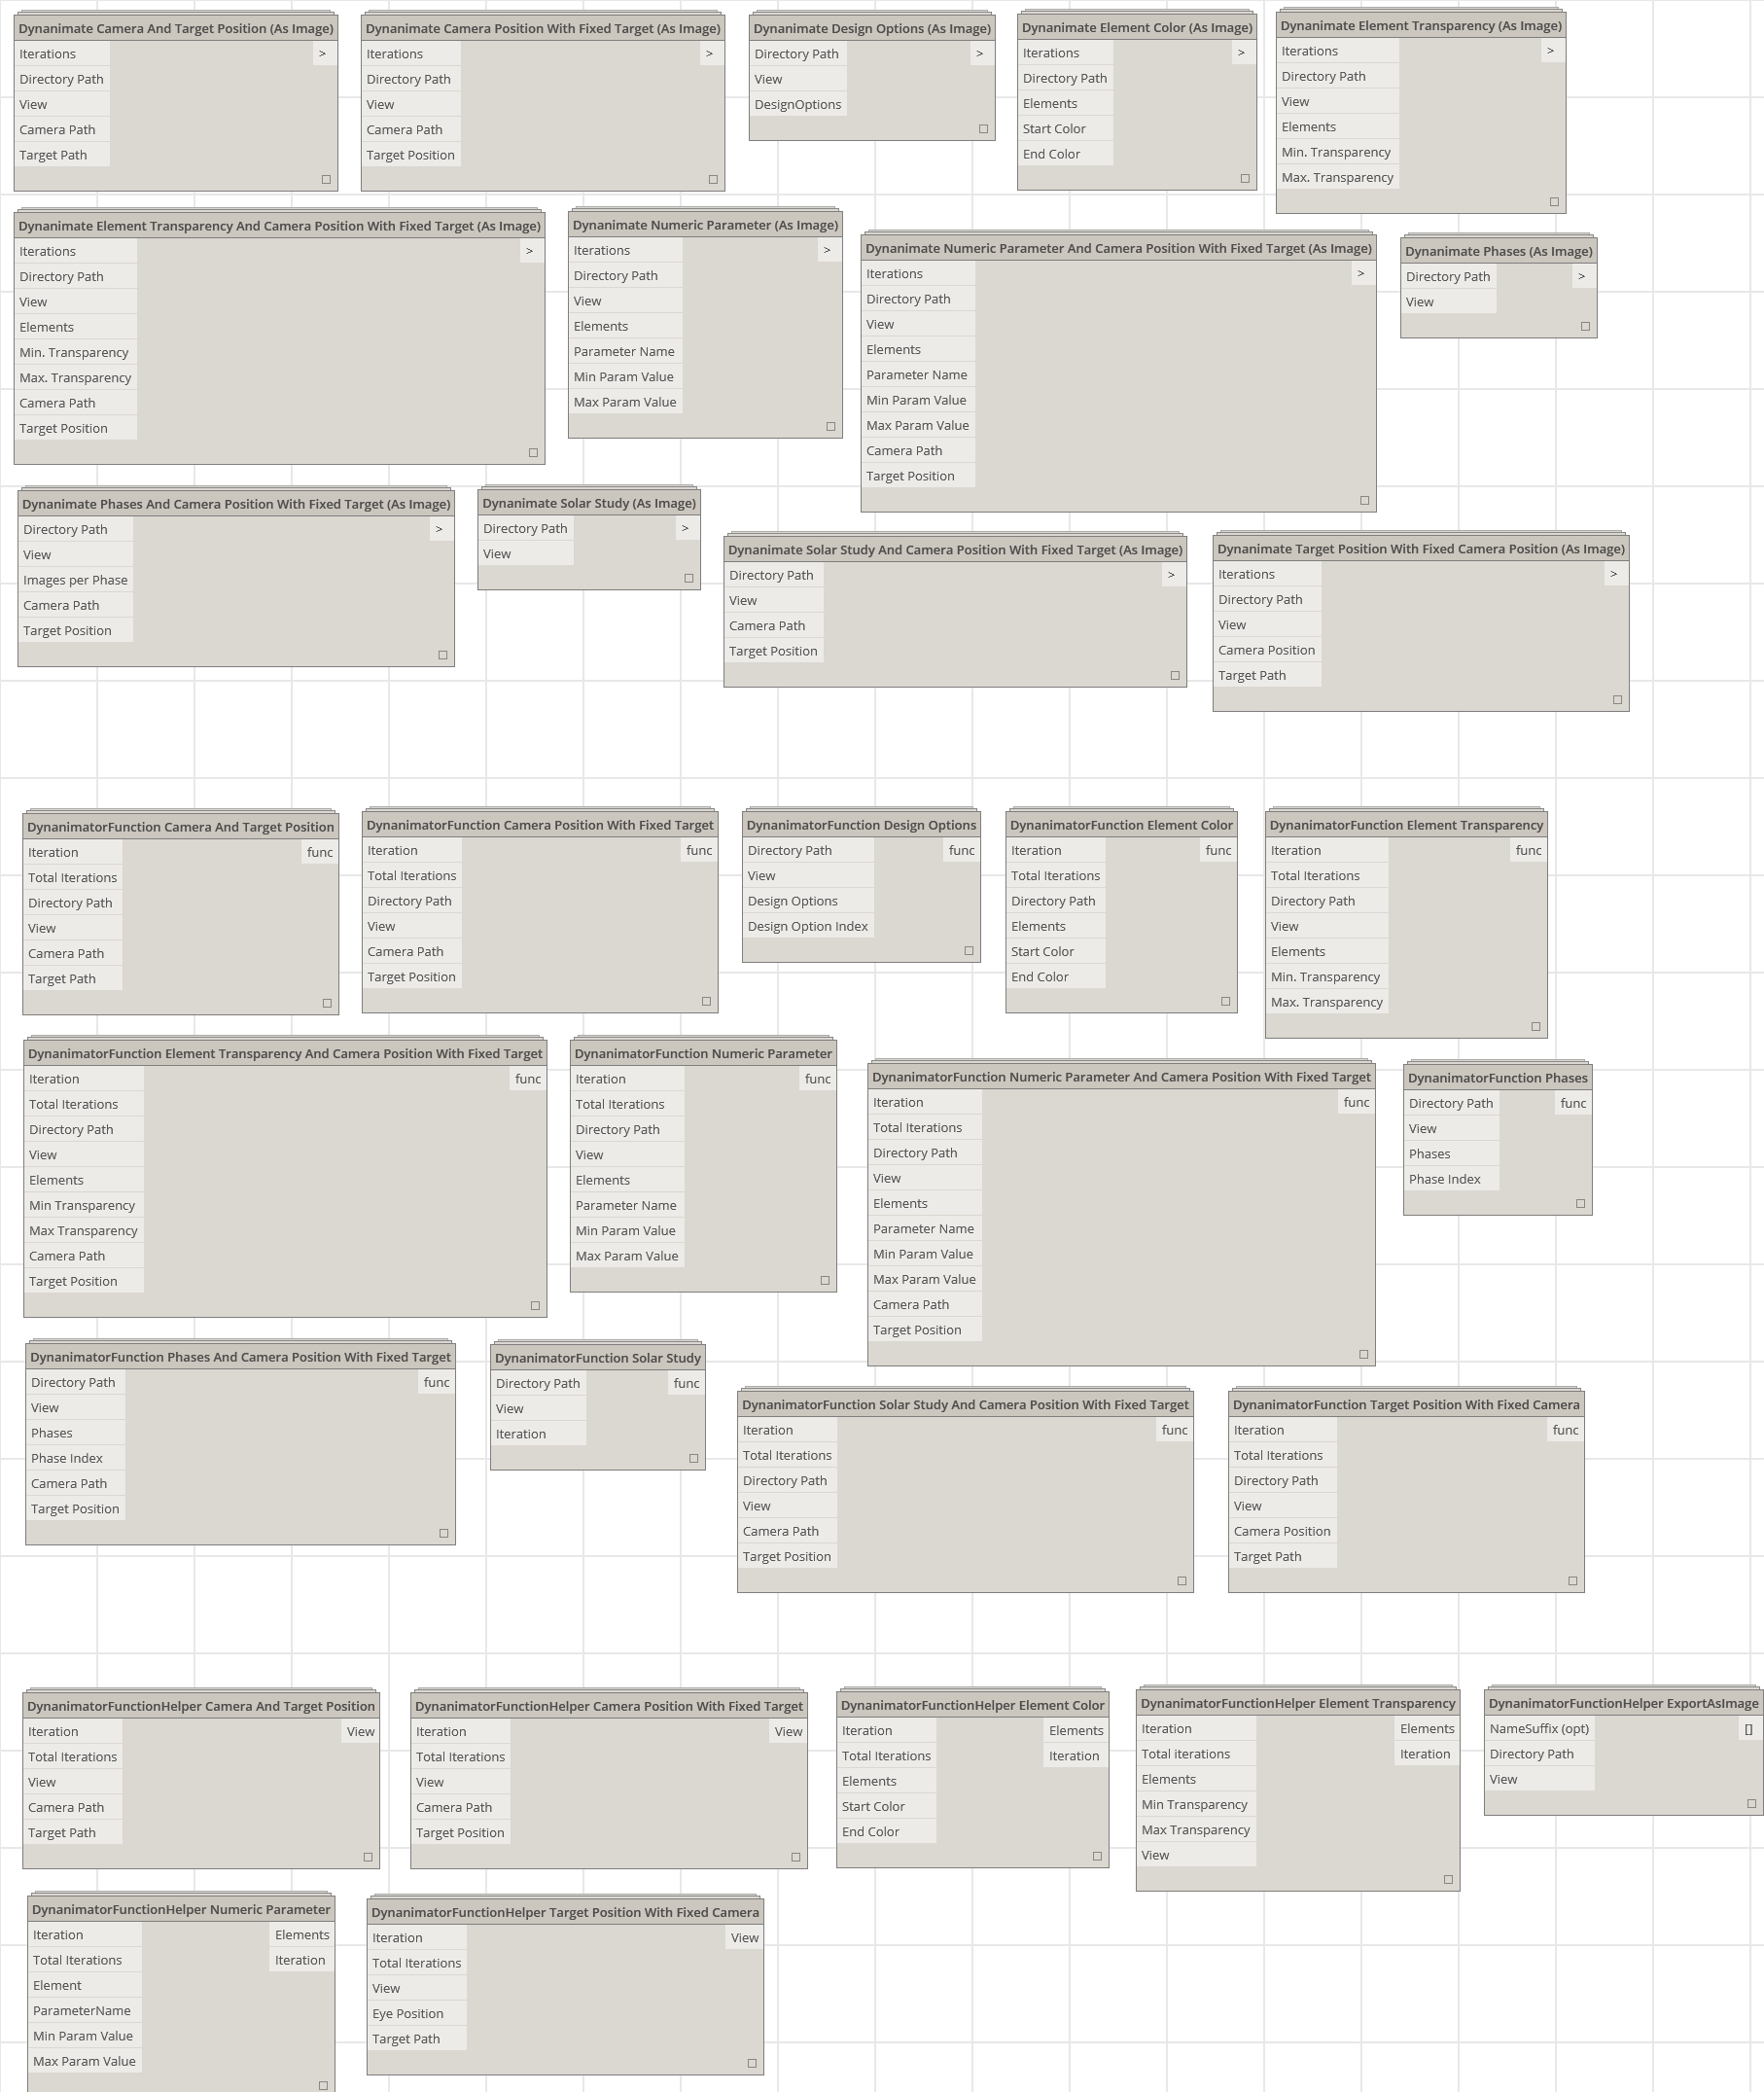 Dynanimate Camera And Target Position (As Image)
Iterations
>
Directory Path
View
Camera Path
Target Path
Dynanimate Camera Position With Fixed Target (As Image)
Iterations
>
Directory Path
View
Camera Path
Target Position
Dynanimate Design Options (As Image)
Directory Path
>
View
DesignOptions
Dynanimate Element Color (As Image)
Iterations
>
Directory Path
Elements
Start Color
End Color
Dynanimate Element Transparency (As Image)
Iterations
>
Directory Path
View
Elements
Min. Transparency
Max. Transparency
Dynanimate Element Transparency And Camera Position With Fixed Target (As Image)
Iterations
>
Directory Path
View
Elements
Min. Transparency
Max. Transparency
Camera Path
Target Position
Dynanimate Numeric Parameter (As Image)
Iterations
>
Directory Path
View
Elements
Parameter Name
Min Param Value
Max Param Value
Dynanimate Numeric Parameter And Camera Position With Fixed Target (As Image)
Iterations
>
Directory Path
View
Elements
Parameter Name
Min Param Value
Max Param Value
Camera Path
Target Position
Dynanimate Phases (As Image)
Directory Path
>
View
Dynanimate Phases And Camera Position With Fixed Target (As Image)
Directory Path
>
View
Images per Phase
Camera Path
Target Position
Dynanimate Solar Study (As Image)
Directory Path
>
View
Dynanimate Solar Study And Camera Position With Fixed Target (As Image)
Directory Path
>
View
Camera Path
Target Position
Dynanimate Target Position With Fixed Camera Position (As Image)
Iterations
>
Directory Path
View
Camera Position
Target Path
DynanimatorFunction Camera And Target Position
Iteration
func
Total Iterations
Directory Path
View
Camera Path
Target Path
DynanimatorFunction Camera Position With Fixed Target
Iteration
func
Total Iterations
Directory Path
View
Camera Path
Target Position
DynanimatorFunction Design Options
Directory Path
func
View
Design Options
Design Option Index
DynanimatorFunction Element Color
Iteration
func
Total Iterations
Directory Path
Elements
Start Color
End Color
DynanimatorFunction Element Transparency
Iteration
func
Total Iterations
Directory Path
View
Elements
Min. Transparency
Max. Transparency
DynanimatorFunction Element Transparency And Camera Position With Fixed Target
Iteration
func
Total Iterations
Directory Path
View
Elements
Min Transparency
Max Transparency
Camera Path
Target Position
DynanimatorFunction Numeric Parameter
Iteration
func
Total Iterations
Directory Path
View
Elements
Parameter Name
Min Param Value
Max Param Value
DynanimatorFunction Numeric Parameter And Camera Position With Fixed Target
Iteration
func
Total Iterations
Directory Path
View
Elements
Parameter Name
Min Param Value
Max Param Value
Camera Path
Target Position
DynanimatorFunction Phases
Directory Path
func
View
Phases
Phase Index
DynanimatorFunction Phases And Camera Position With Fixed Target
Directory Path
func
View
Phases
Phase Index
Camera Path
Target Position
DynanimatorFunction Solar Study
Directory Path
func
View
Iteration
DynanimatorFunction Solar Study And Camera Position With Fixed Target
Iteration
func
Total Iterations
Directory Path
View
Camera Path
Target Position
DynanimatorFunction Target Position With Fixed Camera
Iteration
func
Total Iterations
Directory Path
View
Camera Position
Target Path
DynanimatorFunctionHelper Camera And Target Position
Iteration
View
Total Iterations
View
Camera Path
Target Path
DynanimatorFunctionHelper Camera Position With Fixed Target
Iteration
View
Total Iterations
View
Camera Path
Target Position
DynanimatorFunctionHelper Element Color
Iteration
Elements
Total Iterations
Iteration
Elements
Start Color
End Color
DynanimatorFunctionHelper Element Transparency
Iteration
Elements
Total iterations
Iteration
Elements
Min Transparency
Max Transparency
View
DynanimatorFunctionHelper ExportAsImage
NameSuffix (opt)
[]
Directory Path
View
DynanimatorFunctionHelper Numeric Parameter
Iteration
Elements
Total Iterations
Iteration
Element
ParameterName
Min Param Value
Max Param Value
DynanimatorFunctionHelper Target Position With Fixed Camera
Iteration
View
Total Iterations
View
Eye Position
Target Path